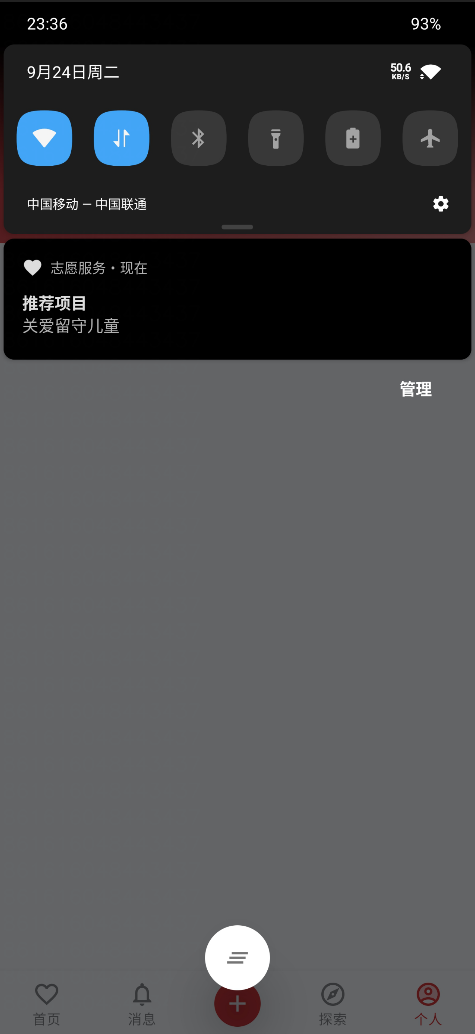 23:36 93%
9月24日周二 50.6 KB/S
中国移动 — 中国联通
志愿服务 • 现在
推荐项目
关爱留守儿童
管理
首页 消息 探索 个人